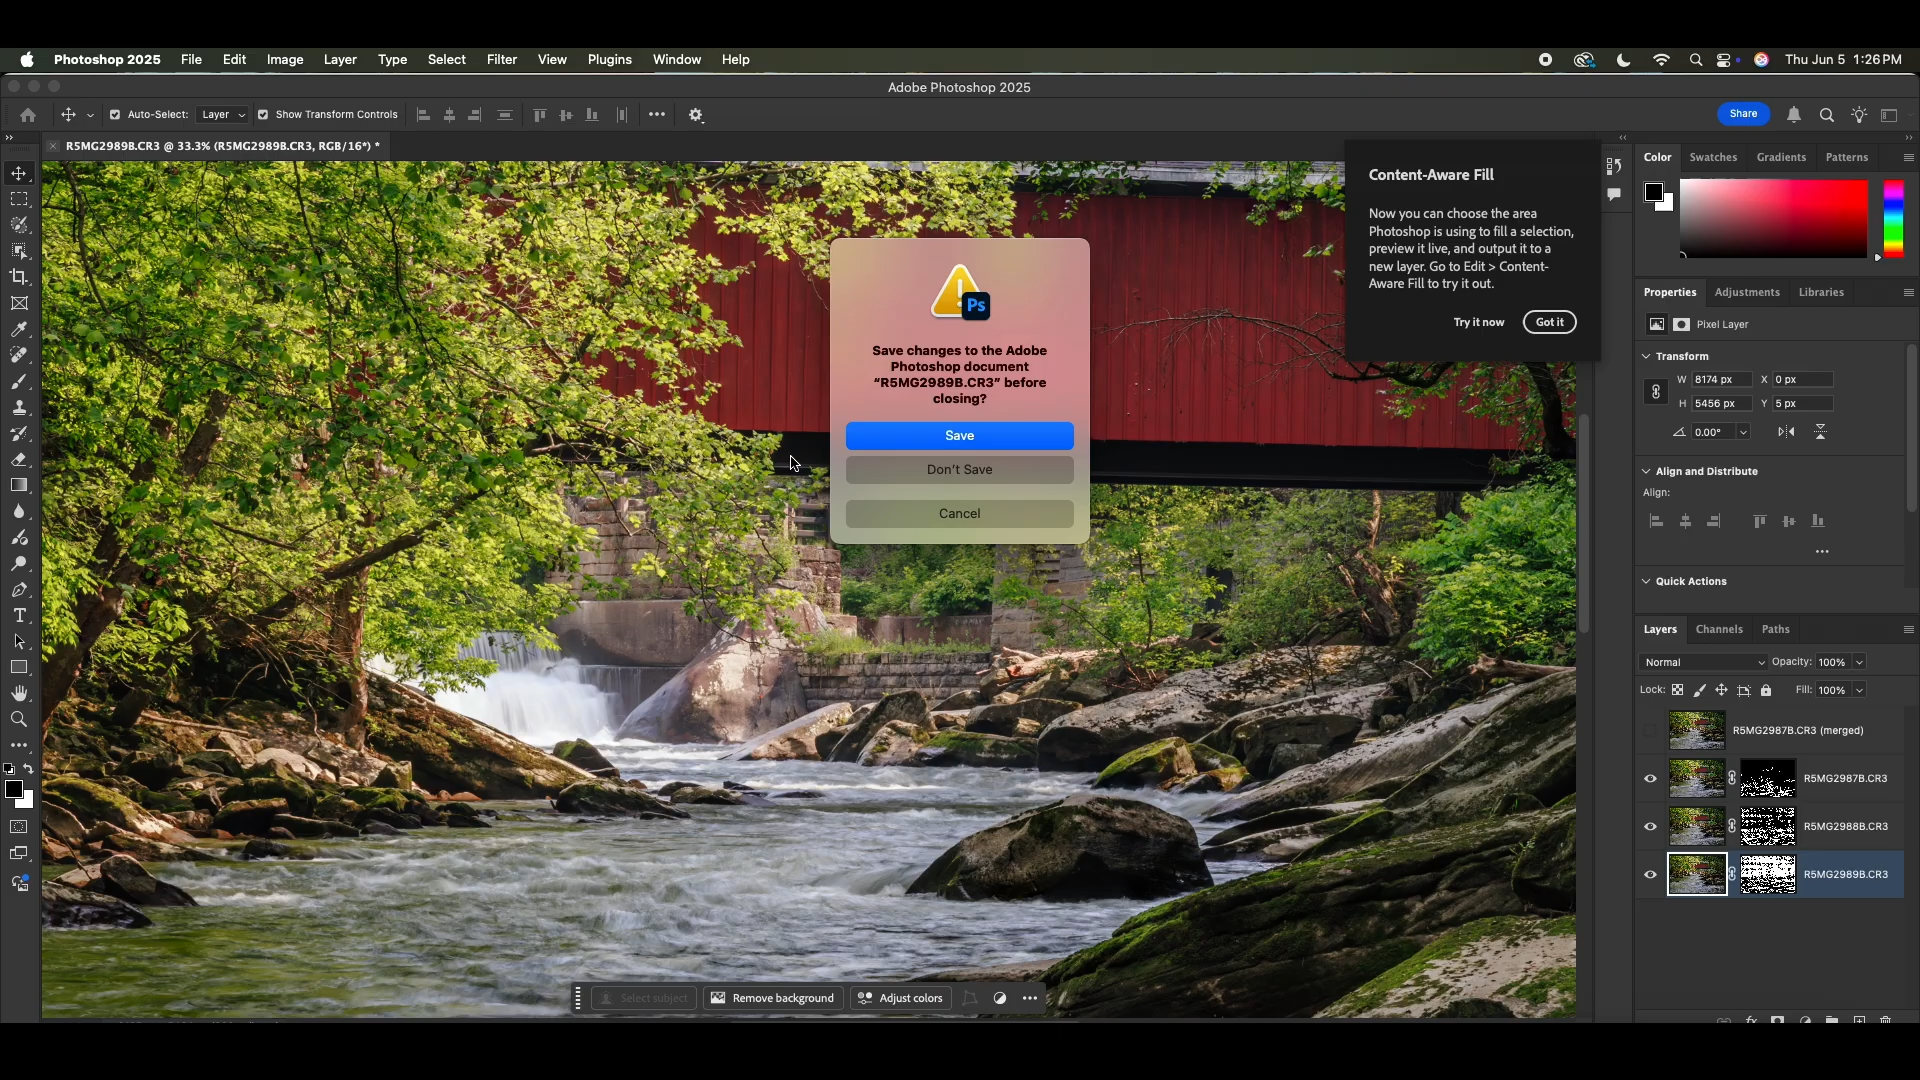 Photoshop 2025 File Edit Image Layer Type Select Filter View Plugins Window Help Thu Jun 5 1:26 PM
Adobe Photoshop 2025
Auto-Select: Layer Show Transform Controls Share
R5MG2989B.CR3 @ 33.3% (R5MG2989B.CR3, RGB/16*) *
Content-Aware Fill
Now you can choose the area
Photoshop is using to fill a selection,
preview it live, and output it to a
new layer. Go to Edit > Content-
Aware Fill to try it out.
Try it now Got it
Ps
Save changes to the Adobe
Photoshop document
“R5MG2989B.CR3” before
closing?
Save
Don’t Save
Cancel
Color Swatches Gradients Patterns
Properties Adjustments Libraries
Pixel Layer
Transform
W 8174 px X 0 px
H 5456 px Y 5 px
0.00°
Align and Distribute
Align:
Quick Actions
Layers Channels Paths
Normal Opacity: 100%
Lock: Fill: 100%
R5MG2987B.CR3 (merged)
R5MG2987B.CR3
R5MG2988B.CR3
R5MG2989B.CR3
Select subject Remove background Adjust colors